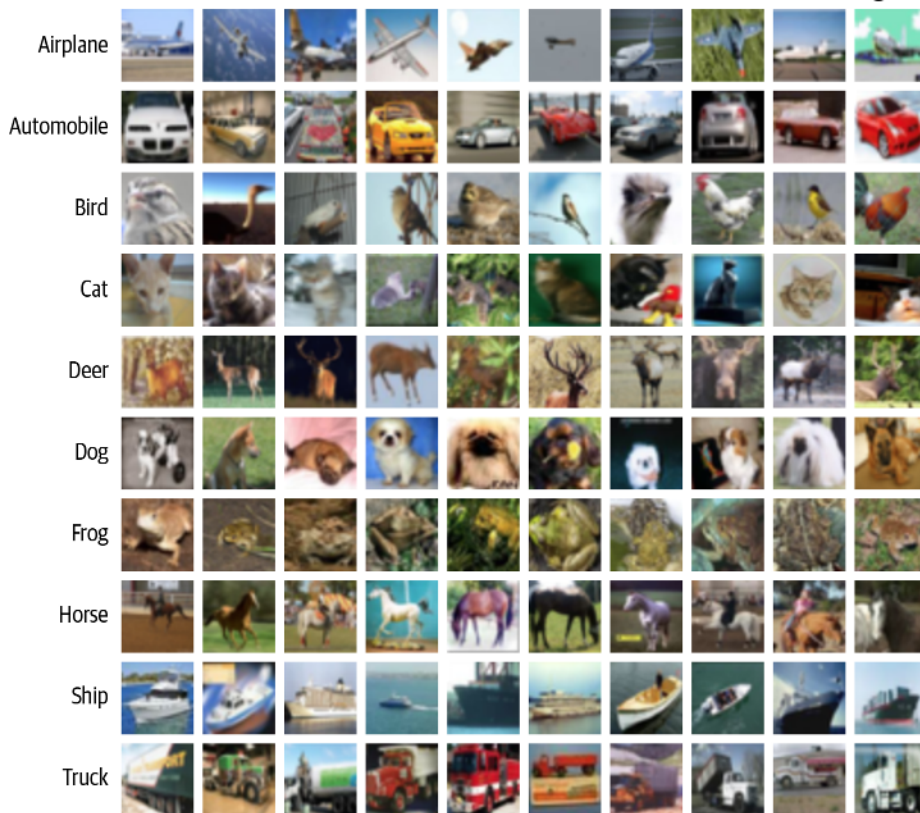 Airplane
Automobile
Bird
Cat
Deer
Dog
Frog
Horse
Ship
Truck